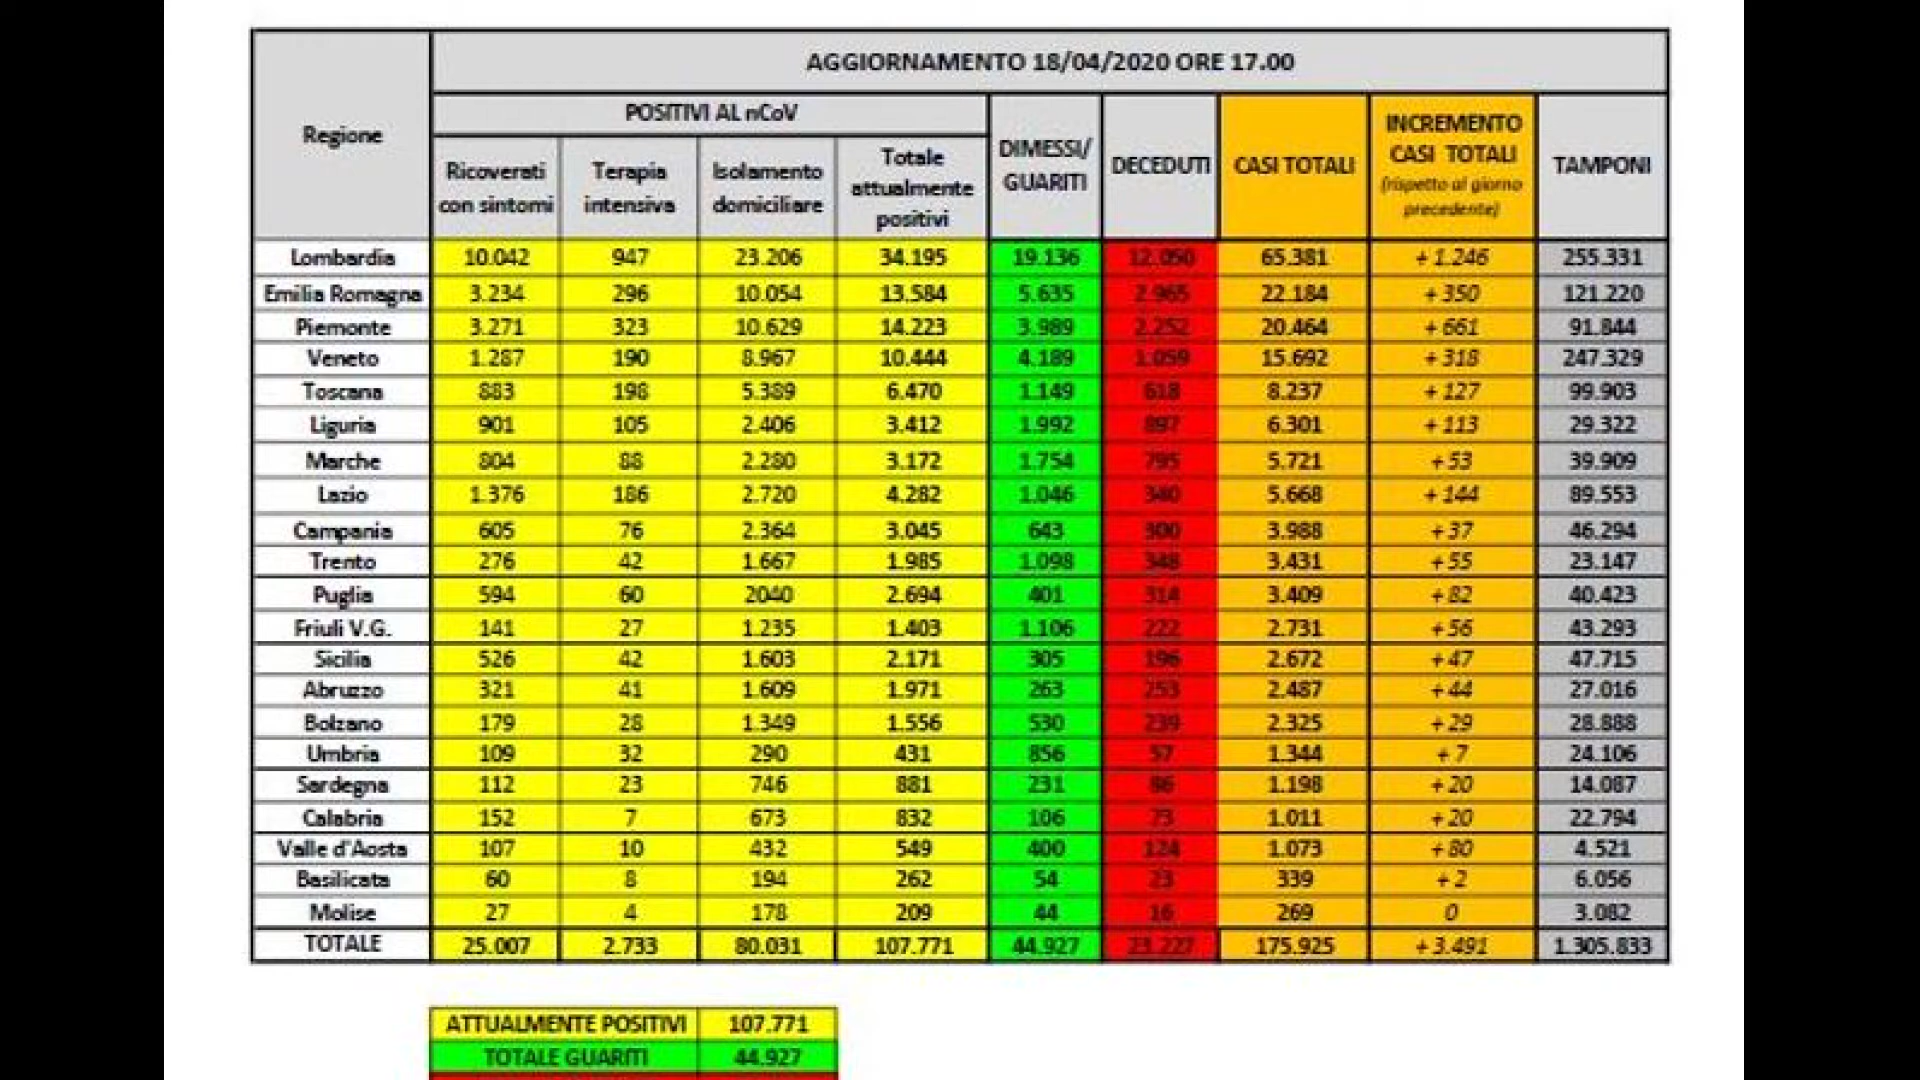 AGGIORNAMENTO 18/04/2020 ORE 17.00
Regione
POSITIVI AL nCoV
Ricoverati con sintomi
Terapia intensiva
Isolamento domiciliare
Totale attualmente positivi
DIMESSI/ GUARITI
DECEDUTI
CASI TOTALI
INCREMENTO CASI TOTALI (rispetto al giorno precedente)
TAMPONI
Lombardia 10.042 947 23.206 34.195 19.136 12.050 65.381 + 1.246 255.331
Emilia Romagna 3.234 296 10.054 13.584 5.635 2.965 22.184 + 350 121.220
Piemonte 3.271 323 10.629 14.223 3.989 2.252 20.464 + 661 91.844
Veneto 1.287 190 8.967 10.444 4.189 1.059 15.692 + 318 247.329
Toscana 883 198 5.389 6.470 1.149 618 8.237 + 127 99.903
Liguria 901 105 2.406 3.412 1.992 897 6.301 + 113 29.322
Marche 804 88 2.280 3.172 1.754 795 5.721 + 53 39.909
Lazio 1.376 186 2.720 4.282 1.046 340 5.668 + 144 89.553
Campania 605 76 2.364 3.045 643 300 3.988 + 37 46.294
Trento 276 42 1.667 1.985 1.098 348 3.431 + 55 23.147
Puglia 594 60 2040 2.694 401 314 3.409 + 82 40.423
Friuli V.G. 141 27 1.235 1.403 1.106 222 2.731 + 56 43.293
Sicilia 526 42 1.603 2.171 305 196 2.672 + 47 47.715
Abruzzo 321 41 1.609 1.971 263 253 2.487 + 44 27.016
Bolzano 179 28 1.349 1.556 530 239 2.325 + 29 28.888
Umbria 109 32 290 431 856 57 1.344 + 7 24.106
Sardegna 112 23 746 881 231 86 1.198 + 20 14.087
Calabria 152 7 673 832 106 73 1.011 + 20 22.794
Valle d'Aosta 107 10 432 549 400 124 1.073 + 80 4.521
Basilicata 60 8 194 262 54 23 339 + 2 6.056
Molise 27 4 178 209 44 16 269 0 3.082
TOTALE 25.007 2.733 80.031 107.771 44.927 23.227 175.925 + 3.491 1.305.833
ATTUALMENTE POSITIVI 107.771
TOTALE GUARITI 44.927